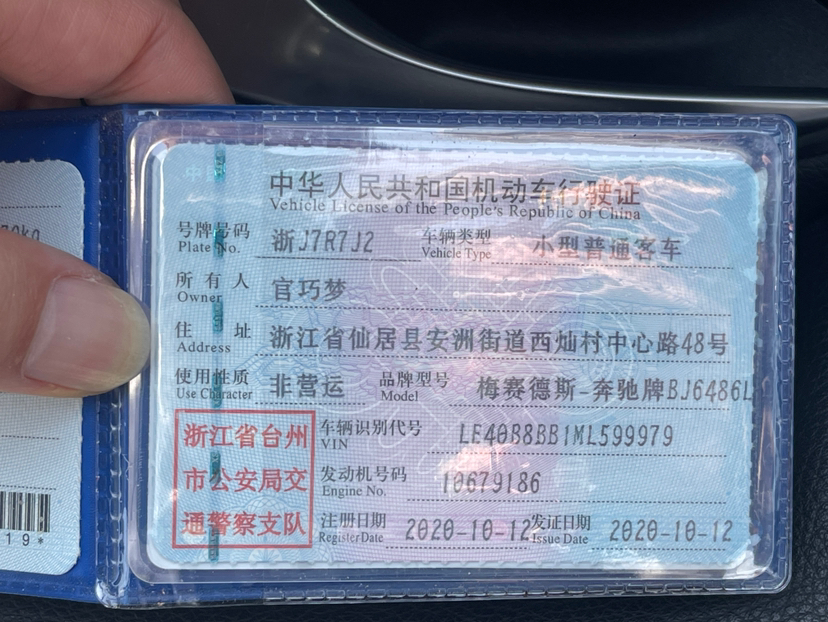 中华人民共和国机动车行驶证
Vehicle License of the People's Republic of China
号牌号码 浙J7R7J2 车辆类型 小型普通客车
Plate No. Vehicle Type
所有人 官巧梦
Owner
住址 浙江省仙居县安洲街道西灿村中心路48号
Address
使用性质 非营运 品牌型号 梅赛德斯-奔驰牌BJ6486L
Use Character Model
浙江省台州 车辆识别代号 LE40B8BB1ML599979
VIN
市公安局交 发动机号码 10679186
Engine No.
通警察支队 注册日期 2020-10-12 发证日期 2020-10-12
Register Date Issue Date
19*